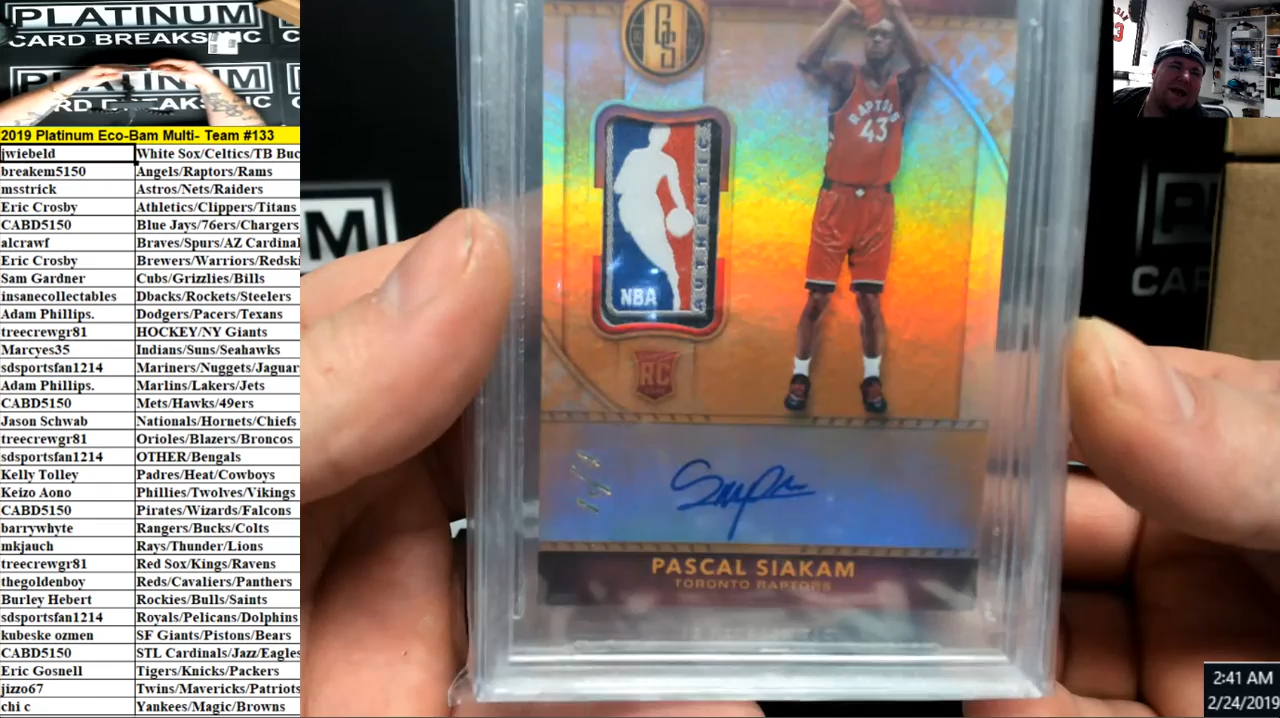 PLATINUM
CARD BREAKS INC
PLATINUM
CARD BREAKS INC
2019 Platinum Eco-Bam Multi- Team #133
jwiebeld White Sox/Celtics/TB Buc
breakem5150 Angels/Raptors/Rams
msstrick Astros/Nets/Raiders
Eric Crosby Athletics/Clippers/Titans
CABD5150 Blue Jays/76ers/Chargers
alcrawf Braves/Spurs/AZ Cardinal
Eric Crosby Brewers/Warriors/Redski
Sam Gardner Cubs/Grizzlies/Bills
insanecollectables Dbacks/Rockets/Steelers
Adam Phillips. Dodgers/Pacers/Texans
treecrewgr81 HOCKEY/NY Giants
Marcyes35 Indians/Suns/Seahawks
sdsportsfan1214 Mariners/Nuggets/Jaguar
Adam Phillips. Marlins/Lakers/Jets
CABD5150 Mets/Hawks/49ers
Jason Schwab Nationals/Hornets/Chiefs
treecrewgr81 Orioles/Blazers/Broncos
sdsportsfan1214 OTHER/Bengals
Kelly Tolley Padres/Heat/Cowboys
Keizo Aono Phillies/Twolves/Vikings
CABD5150 Pirates/Wizards/Falcons
barrywhyte Rangers/Bucks/Colts
mkjauch Rays/Thunder/Lions
treecrewgr81 Red Sox/Kings/Ravens
thegoldenboy Reds/Cavaliers/Panthers
Burley Hebert Rockies/Bulls/Saints
sdsportsfan1214 Royals/Pelicans/Dolphins
kubeske ozmen SF Giants/Pistons/Bears
CABD5150 STL Cardinals/Jazz/Eagles
Eric Gosnell Tigers/Knicks/Packers
jizzo67 Twins/Mavericks/Patriots
chi c Yankees/Magic/Browns
GS
RAPTORS
43
AUTHENTIC
NBA
RC
PASCAL SIAKAM
TORONTO RAPTORS
M
CAR
2:41 AM
2/24/2019